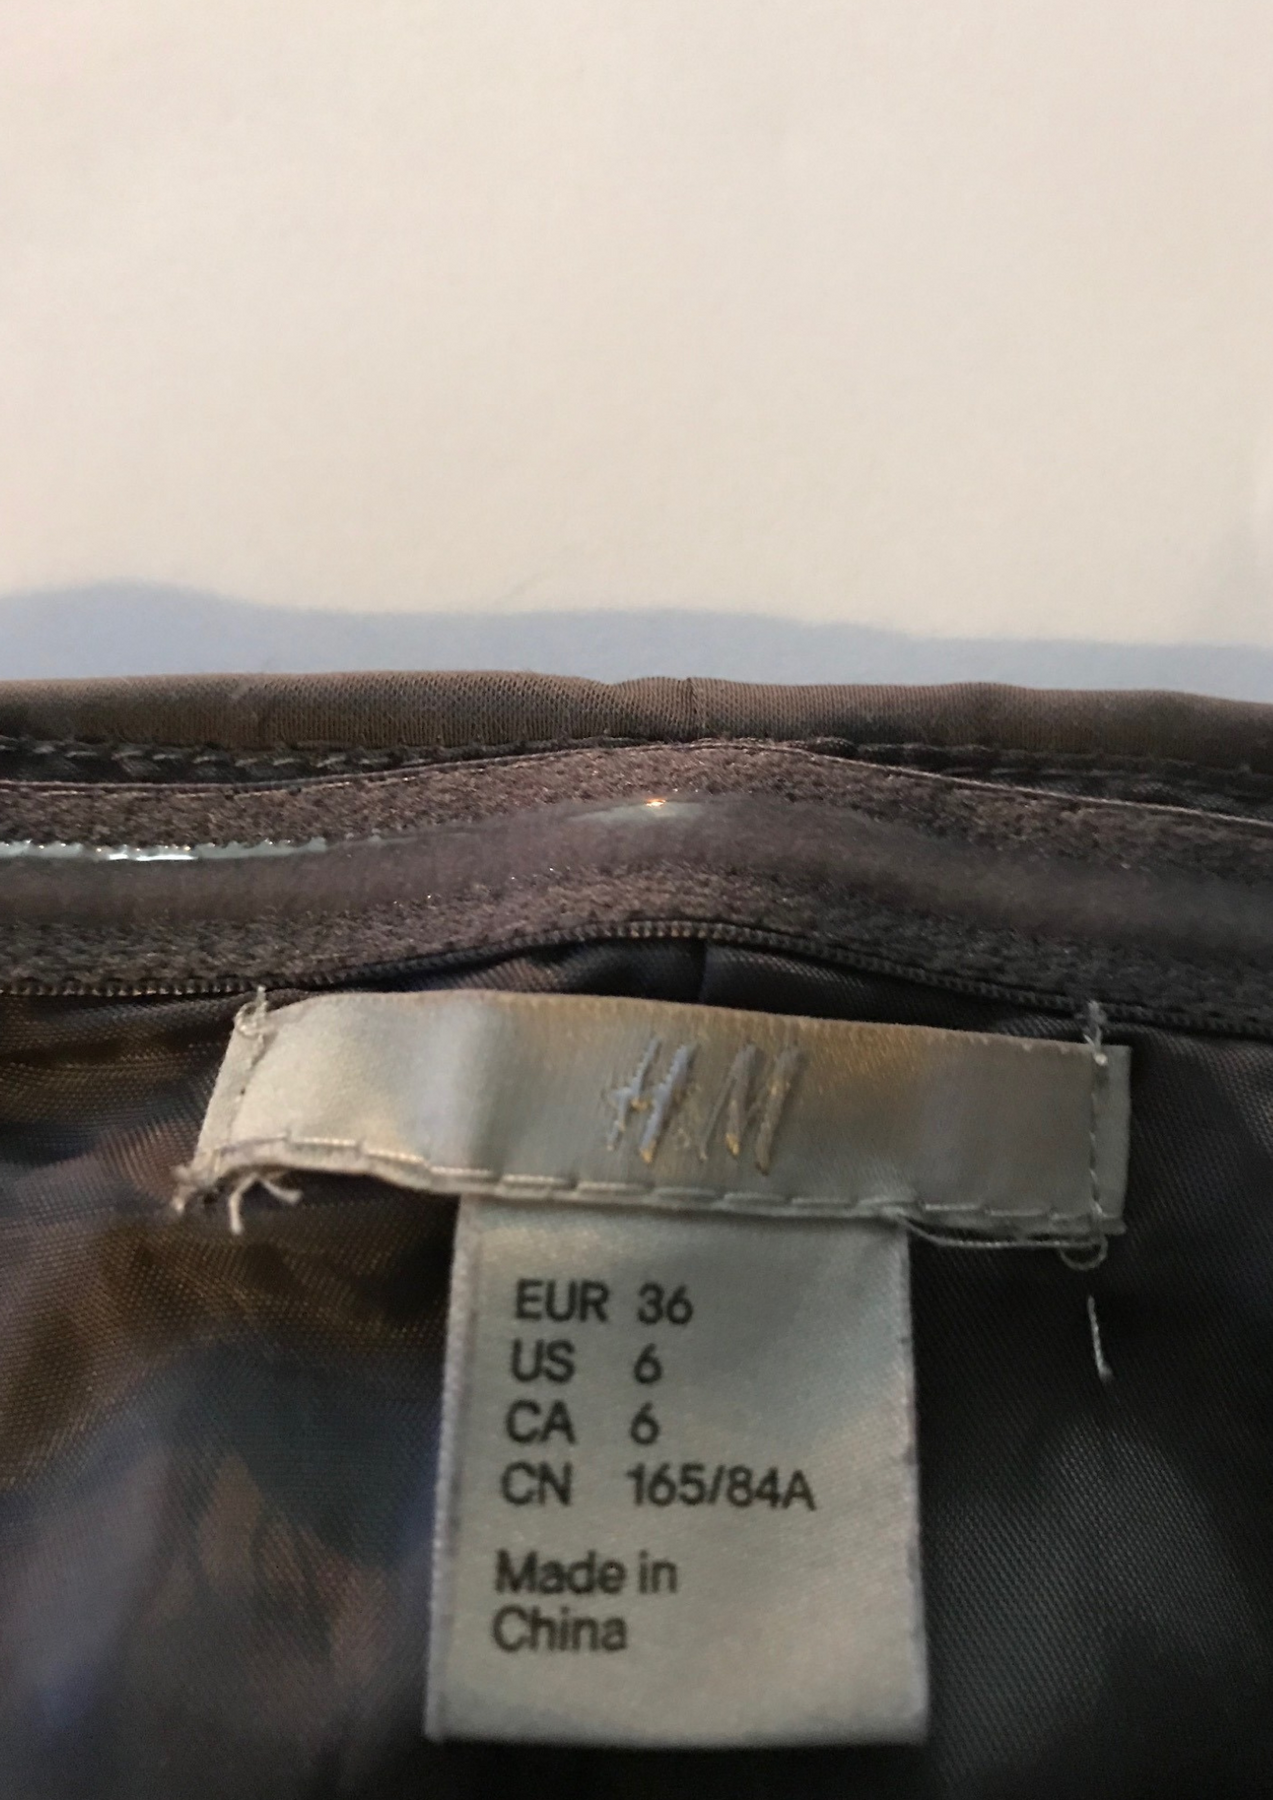 H&M
EUR 36
US 6
CA 6
CN 165/84A
Made in
China